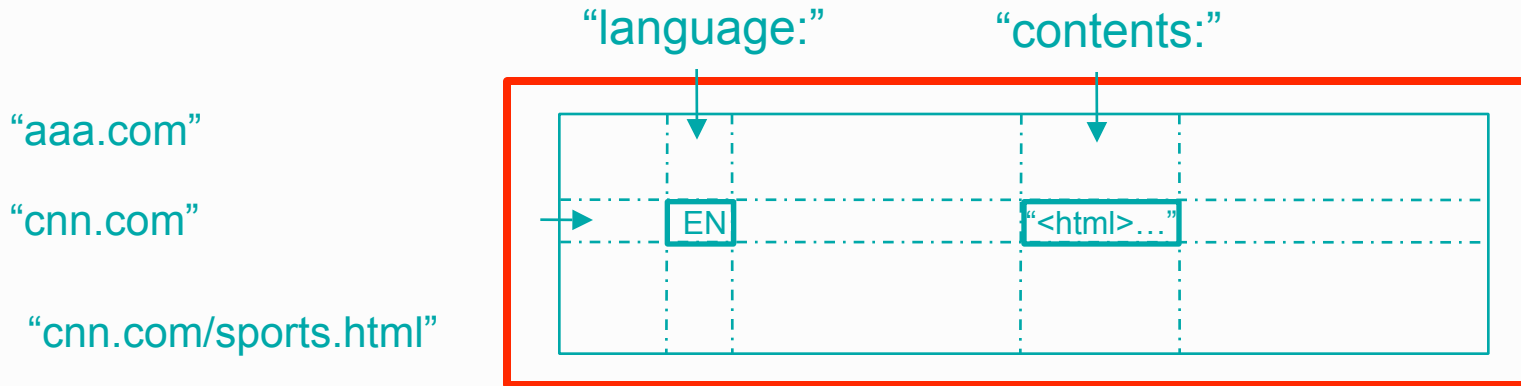 “language:” “contents:”
“aaa.com”
“cnn.com” EN “<html>…”
“cnn.com/sports.html”